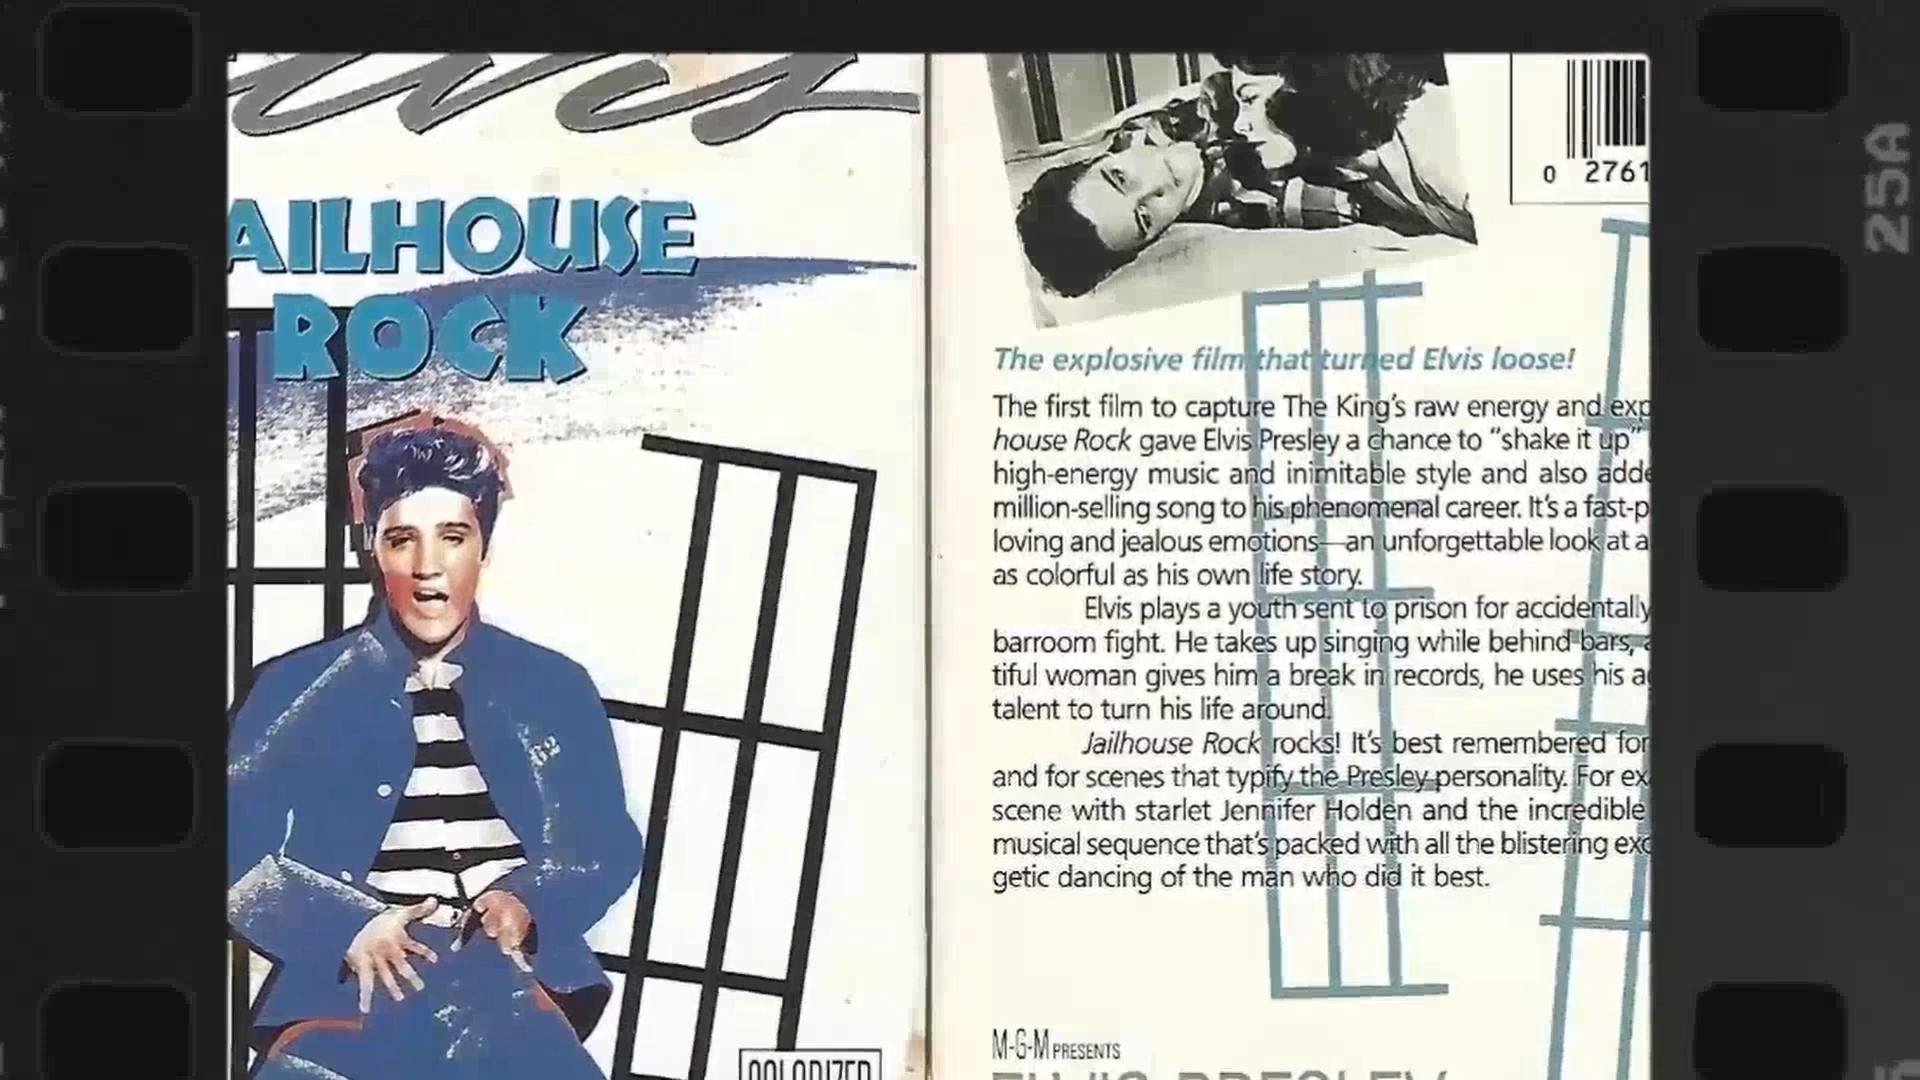 Elvis
AILHOUSE
ROCK
62
COLORIZED
0 2761
The explosive film that turned Elvis loose!
The first film to capture The King's raw energy and exp
house Rock gave Elvis Presley a chance to "shake it up"
high-energy music and inimitable style and also adde
million-selling song to his phenomenal career. It's a fast-p
loving and jealous emotions—an unforgettable look at a
as colorful as his own life story.
Elvis plays a youth sent to prison for accidentally
barroom fight. He takes up singing while behind bars, a
tiful woman gives him a break in records, he uses his a
talent to turn his life around.
Jailhouse Rock rocks! It's best remembered for
and for scenes that typify the Presley personality. For ex
scene with starlet Jennifer Holden and the incredible
musical sequence that's packed with all the blistering exc
getic dancing of the man who did it best.
M-G-M PRESENTS
ELVIS PRESLEY
25A